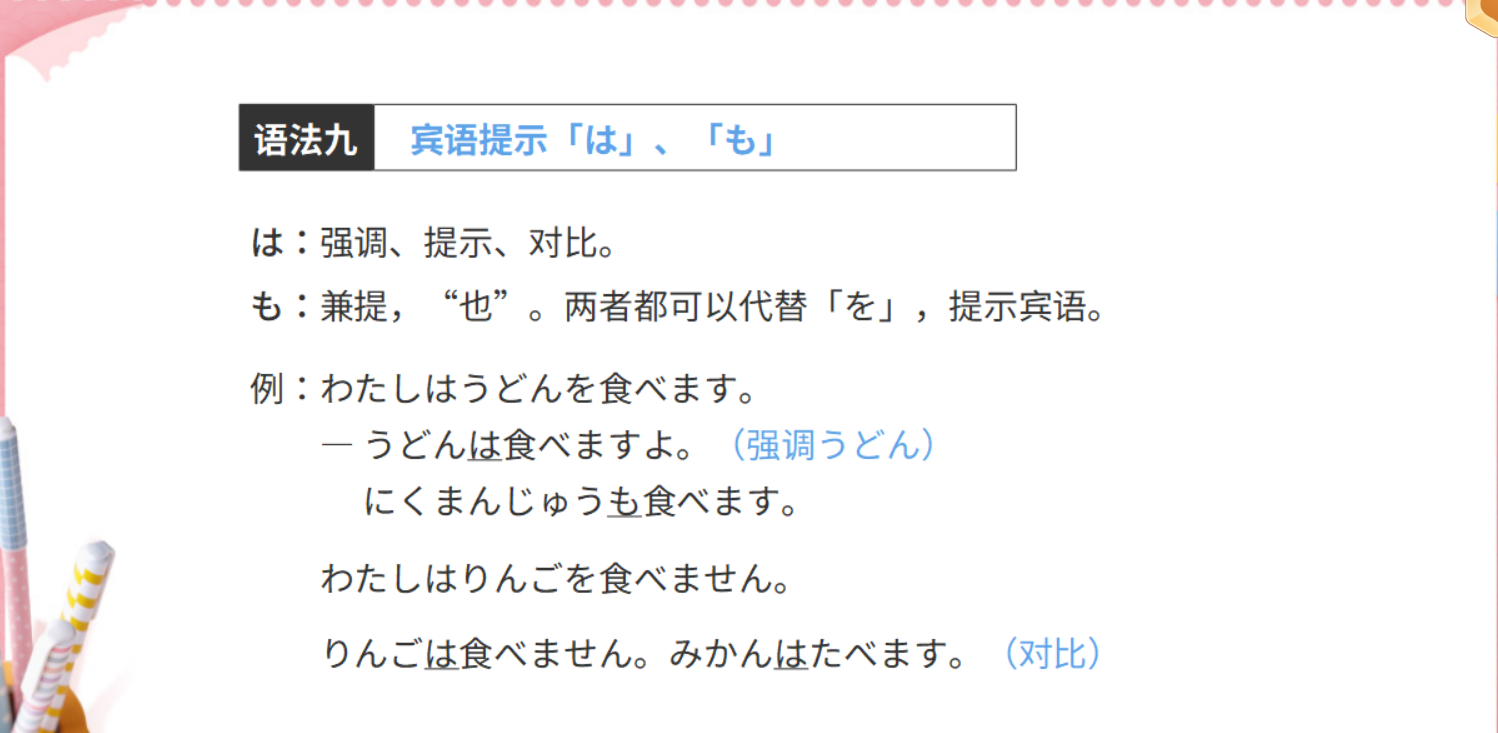 语法九 宾语提示「は」、「も」
は：强调、提示、对比。
も：兼提，“也”。两者都可以代替「を」，提示宾语。
例：わたしはうどんを食べます。
— うどんは食べますよ。（强调うどん）
にくまんじゅうも食べます。
わたしはりんごを食べません。
りんごは食べません。みかんはたべます。（对比）